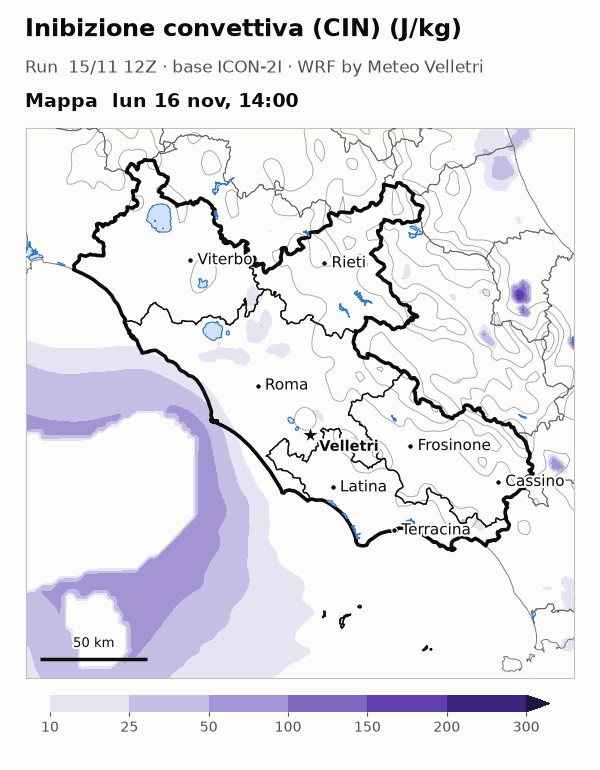 Inibizione convettiva (CIN) (J/kg)
Run  15/11 12Z · base ICON-2I · WRF by Meteo Velletri
Mappa  lun 16 nov, 14:00
Viterbo
Rieti
Roma
Velletri
Frosinone
Cassino
Latina
Terracina
50 km
10 25 50 100 150 200 300